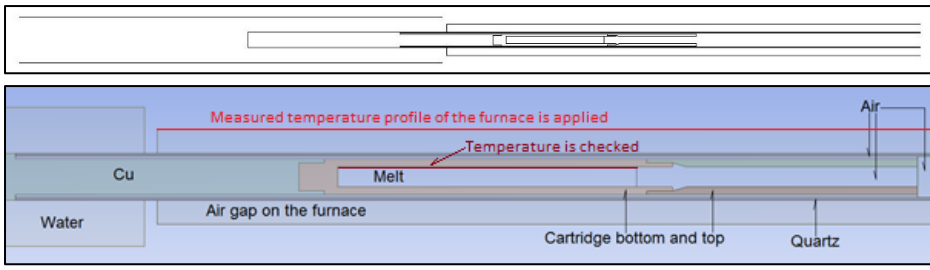 Measured temperature profile of the furnace is applied
Air
Temperature is checked
Cu
Melt
Air gap on the furnace
Water
Cartridge bottom and top
Quartz